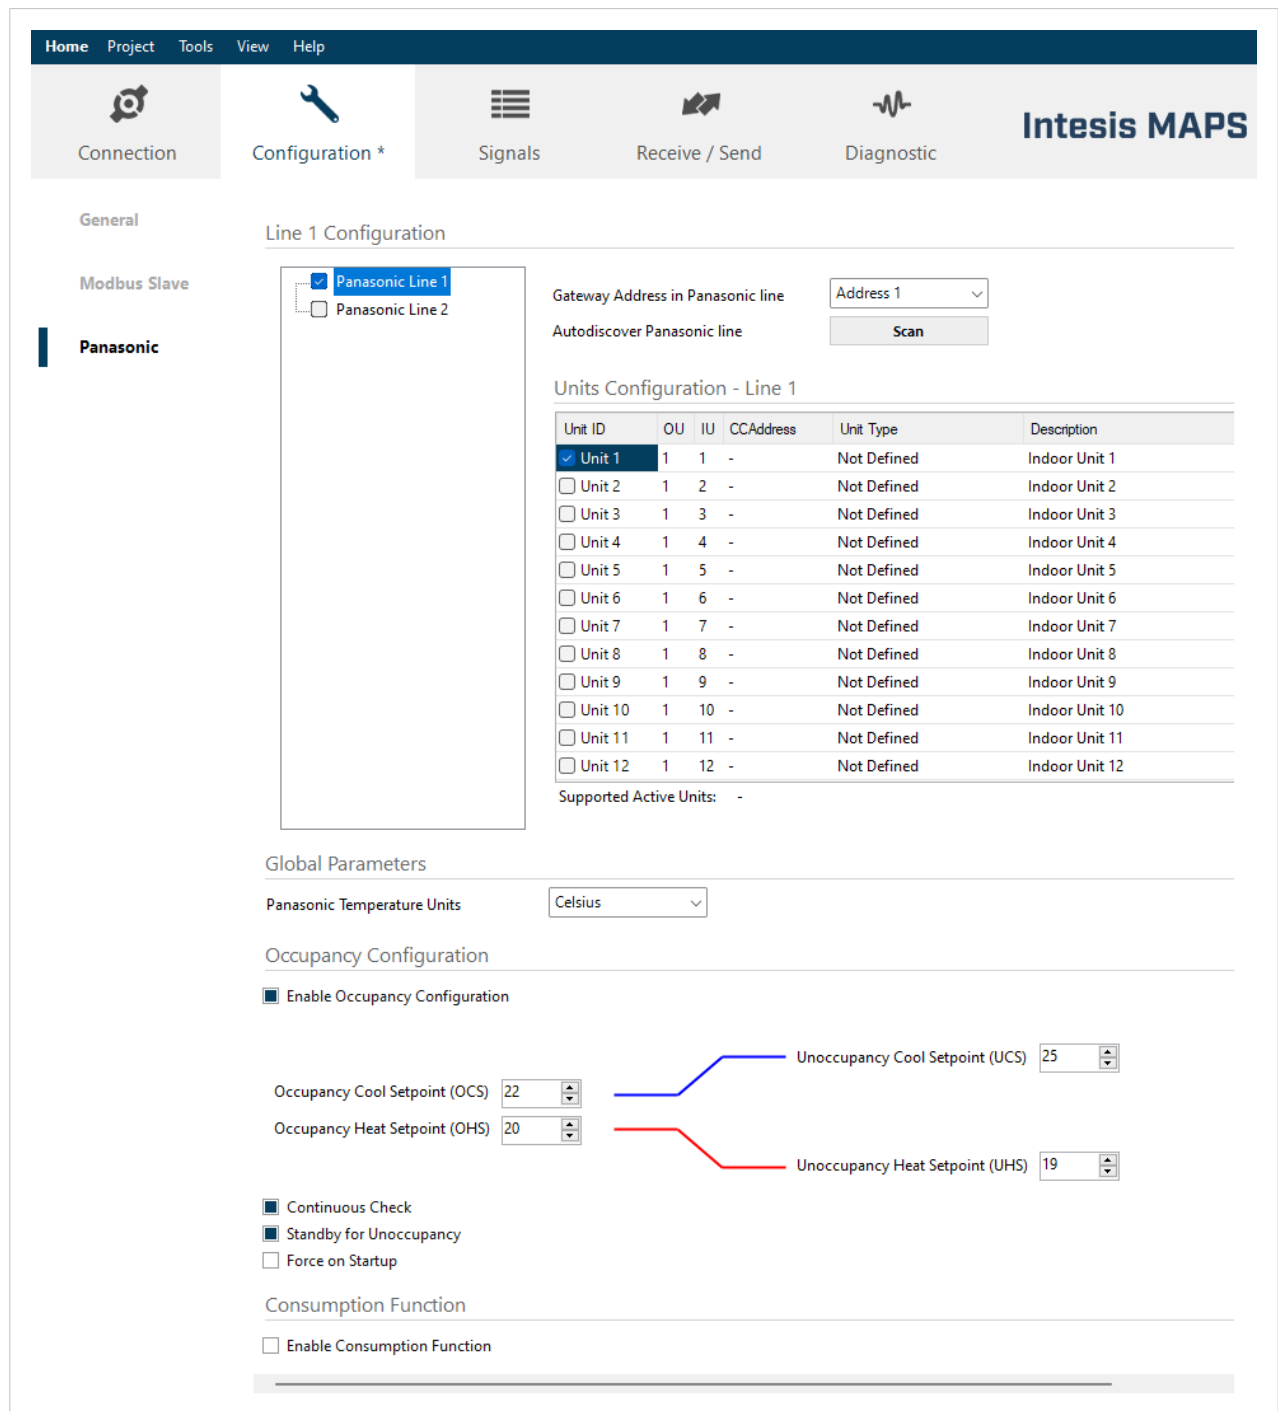 Home Project Tools View Help
Connection Configuration * Signals Receive / Send Diagnostic Intesis MAPS
General
Modbus Slave
Panasonic
Line 1 Configuration
Panasonic Line 1
Panasonic Line 2
Gateway Address in Panasonic line Address 1
Autodiscover Panasonic line Scan
Units Configuration - Line 1
Unit ID OU IU CCAddress Unit Type Description
Unit 1 1 1 - Not Defined Indoor Unit 1
Unit 2 1 2 - Not Defined Indoor Unit 2
Unit 3 1 3 - Not Defined Indoor Unit 3
Unit 4 1 4 - Not Defined Indoor Unit 4
Unit 5 1 5 - Not Defined Indoor Unit 5
Unit 6 1 6 - Not Defined Indoor Unit 6
Unit 7 1 7 - Not Defined Indoor Unit 7
Unit 8 1 8 - Not Defined Indoor Unit 8
Unit 9 1 9 - Not Defined Indoor Unit 9
Unit 10 1 10 - Not Defined Indoor Unit 10
Unit 11 1 11 - Not Defined Indoor Unit 11
Unit 12 1 12 - Not Defined Indoor Unit 12
Supported Active Units: -
Global Parameters
Panasonic Temperature Units Celsius
Occupancy Configuration
Enable Occupancy Configuration
Unoccupancy Cool Setpoint (UCS) 25
Occupancy Cool Setpoint (OCS) 22
Occupancy Heat Setpoint (OHS) 20
Unoccupancy Heat Setpoint (UHS) 19
Continuous Check
Standby for Unoccupancy
Force on Startup
Consumption Function
Enable Consumption Function